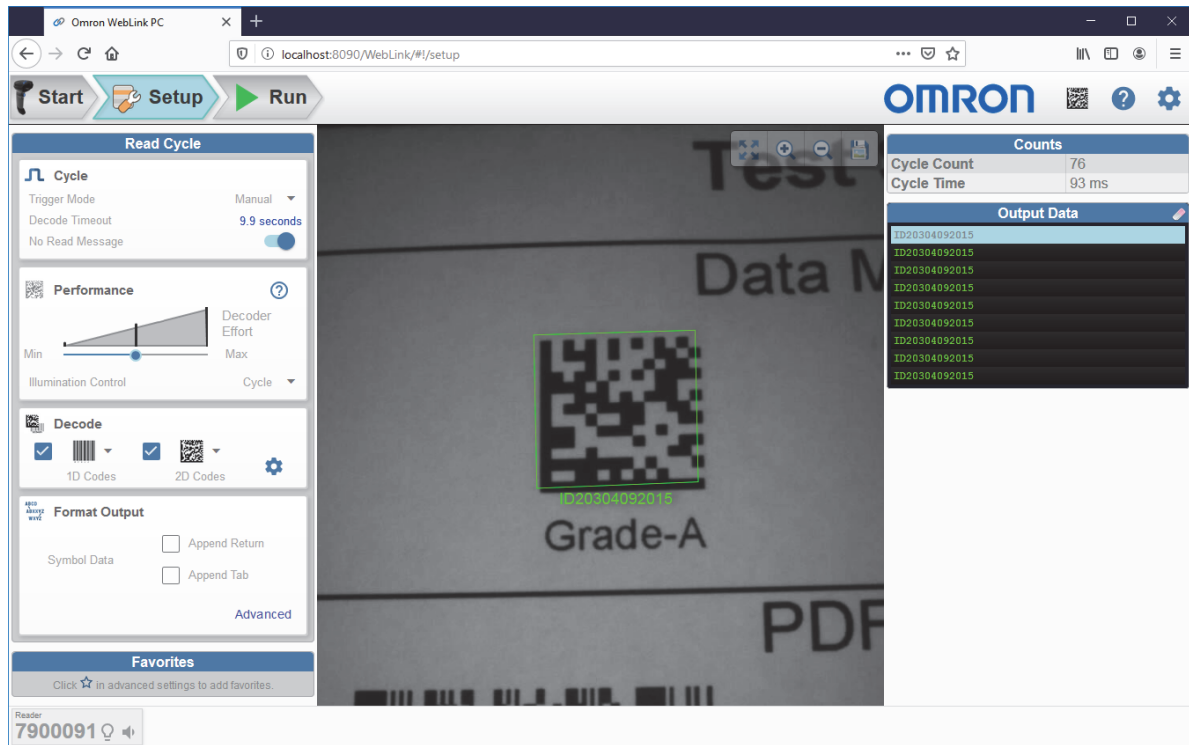 Omron WebLink PC
localhost:8090/WebLink/#!/setup
Start
Setup
Run
OMRON
Read Cycle
Cycle
Trigger Mode Manual
Decode Timeout 9.9 seconds
No Read Message
Performance
Decoder
Effort
Min Max
Illumination Control Cycle
Decode
1D Codes 2D Codes
Format Output
Symbol Data
Append Return
Append Tab
Advanced
Favorites
Click in advanced settings to add favorites.
Reader
7900091
Test
Data M
ID20304092015
Grade-A
PDF
Counts
Cycle Count 76
Cycle Time 93 ms
Output Data
ID20304092015
ID20304092015
ID20304092015
ID20304092015
ID20304092015
ID20304092015
ID20304092015
ID20304092015
ID20304092015